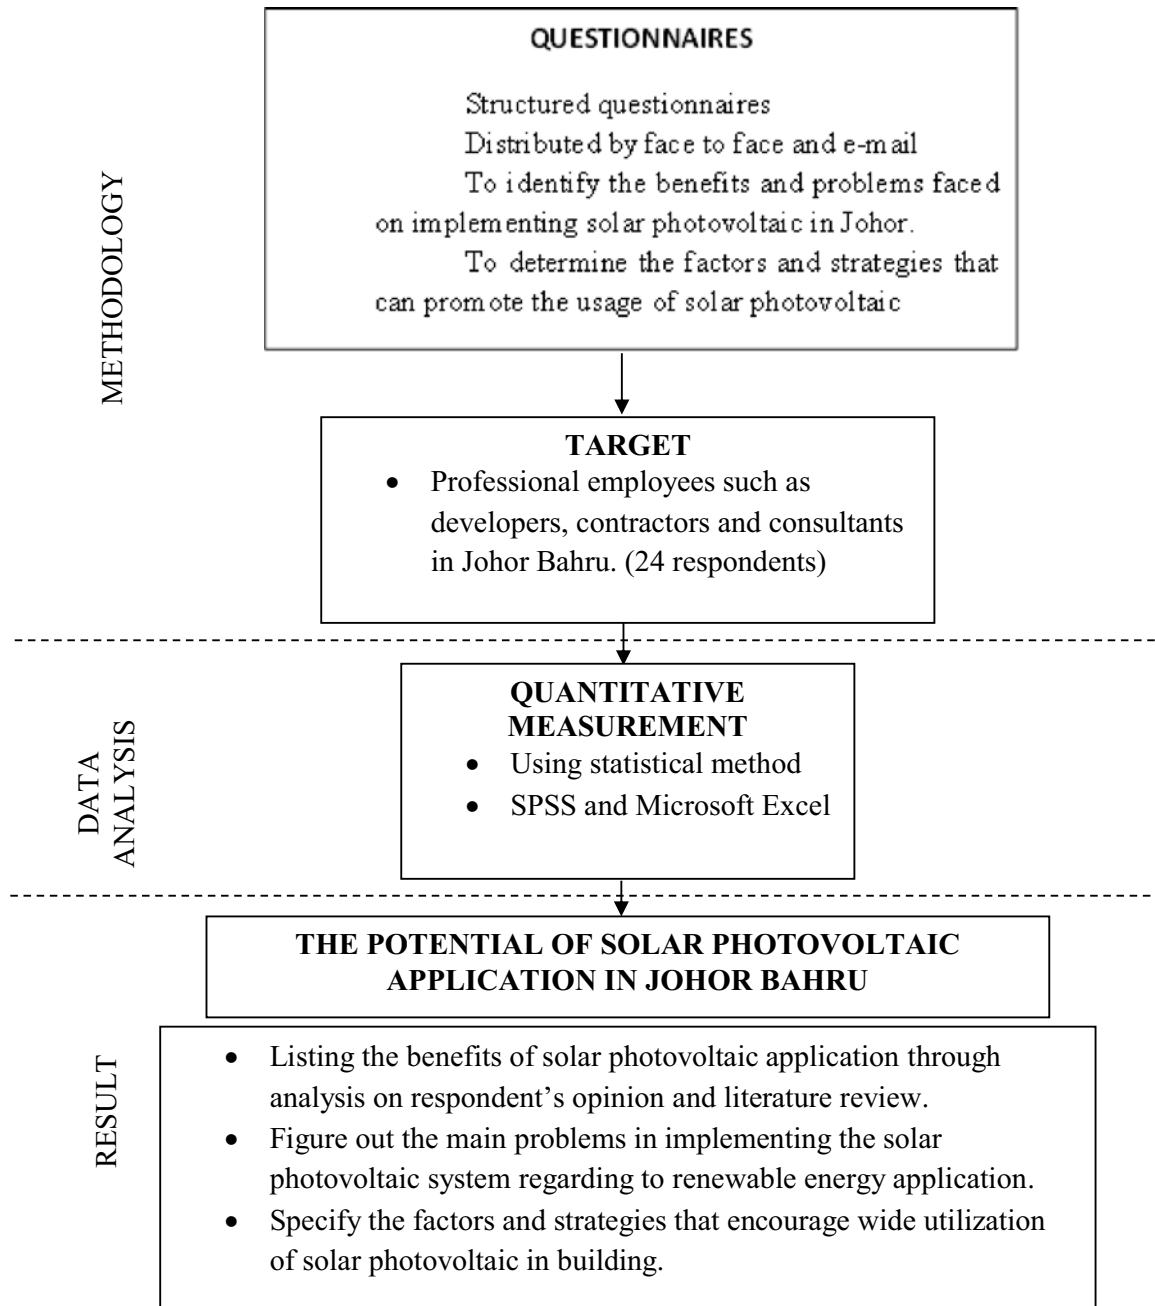 QUESTIONNAIRES
Structured questionnaires
Distributed by face to face and e-mail
To identify the benefits and problems faced
on implementing solar photovoltaic in Johor.
To determine the factors and strategies that
can promote the usage of solar photovoltaic
METHODOLOGY
TARGET
• Professional employees such as
developers, contractors and consultants
in Johor Bahru. (24 respondents)
DATA
ANALYSIS
QUANTITATIVE
MEASUREMENT
• Using statistical method
• SPSS and Microsoft Excel
THE POTENTIAL OF SOLAR PHOTOVOLTAIC
APPLICATION IN JOHOR BAHRU
RESULT
• Listing the benefits of solar photovoltaic application through
analysis on respondent’s opinion and literature review.
• Figure out the main problems in implementing the solar
photovoltaic system regarding to renewable energy application.
• Specify the factors and strategies that encourage wide utilization
of solar photovoltaic in building.